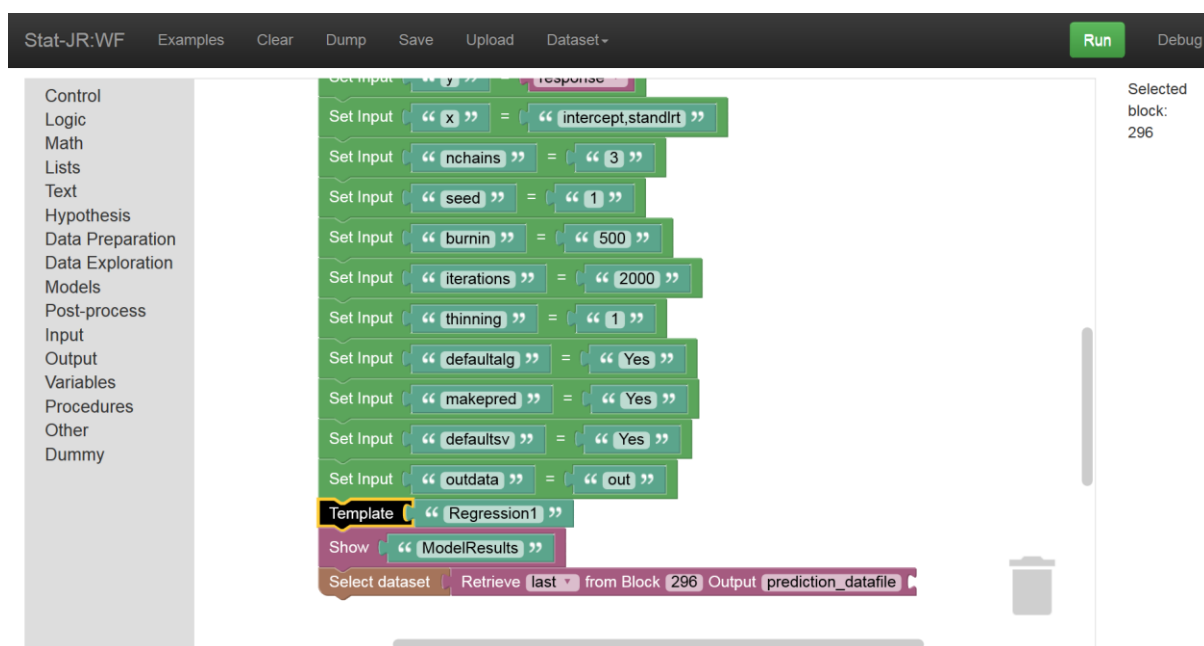 Stat-JR:WF Examples Clear Dump Save Upload Dataset Run Debug
Control
Logic
Math
Lists
Text
Hypothesis
Data Preparation
Data Exploration
Models
Post-process
Input
Output
Variables
Procedures
Other
Dummy
Set Input “ y ” = response
Set Input “ x ” = “ intercept,standlrt ”
Set Input “ nchains ” = “ 3 ”
Set Input “ seed ” = “ 1 ”
Set Input “ burnin ” = “ 500 ”
Set Input “ iterations ” = “ 2000 ”
Set Input “ thinning ” = “ 1 ”
Set Input “ defaultalg ” = “ Yes ”
Set Input “ makepred ” = “ Yes ”
Set Input “ defaultsv ” = “ Yes ”
Set Input “ outdata ” = “ out ”
Template “ Regression1 ”
Show “ ModelResults ”
Select dataset Retrieve last from Block 296 Output prediction_datafile
Selected
block:
296